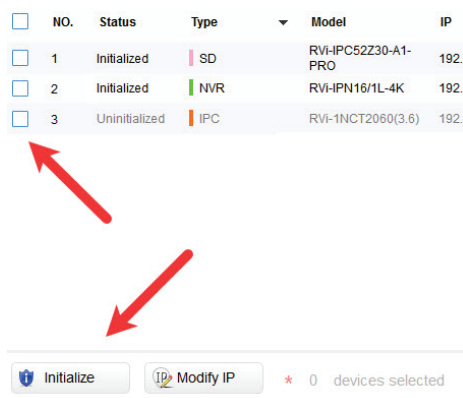 NO. Status Type Model IP
1 Initialized SD RVi-IPC52Z30-A1-PRO 192.
2 Initialized NVR RVi-IPN16/1L-4K 192.
3 Uninitialized IPC RVi-1NCT2060(3.6) 192.
Initialize IP Modify IP * 0 devices selected